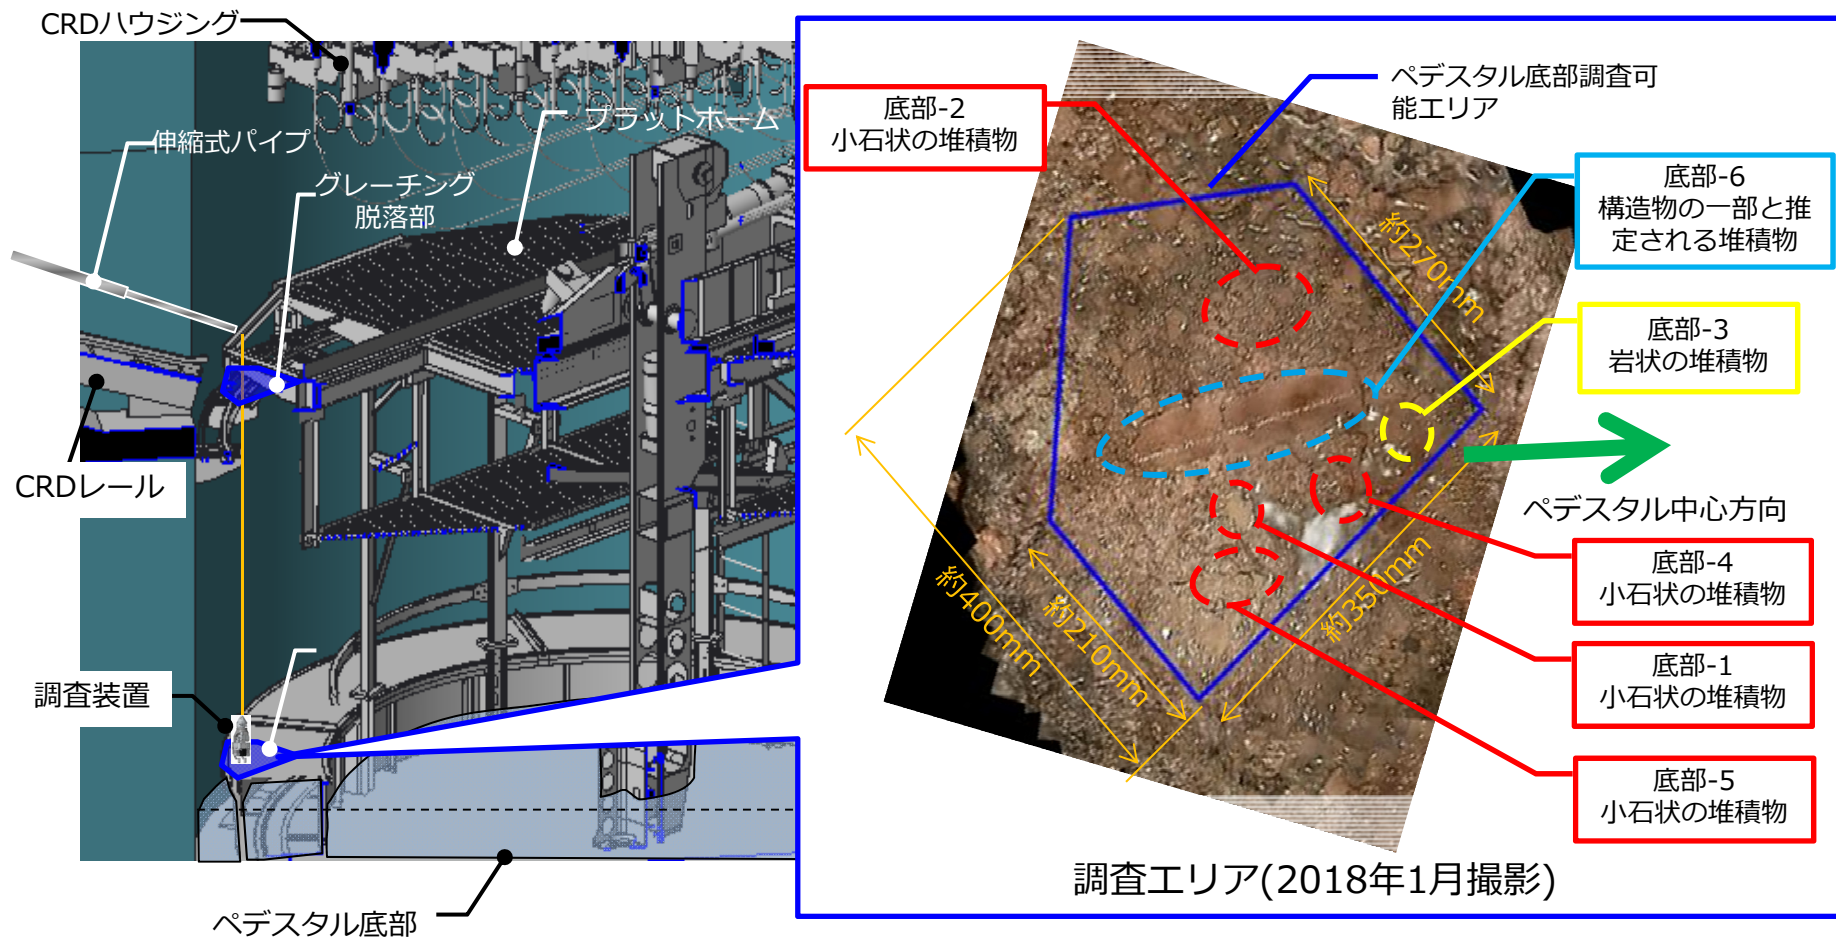 CRDハウジング
伸縮式パイプ
プラットホーム
グレーチング
脱落部
CRDレール
調査装置
ペデスタル底部
底部-2
小石状の堆積物
ペデスタル底部調査可
能エリア
底部-6
構造物の一部と推
定される堆積物
約270mm
底部-3
岩状の堆積物
ペデスタル中心方向
底部-4
小石状の堆積物
約400mm
約210mm
約350mm
底部-1
小石状の堆積物
底部-5
小石状の堆積物
調査エリア(2018年1月撮影)